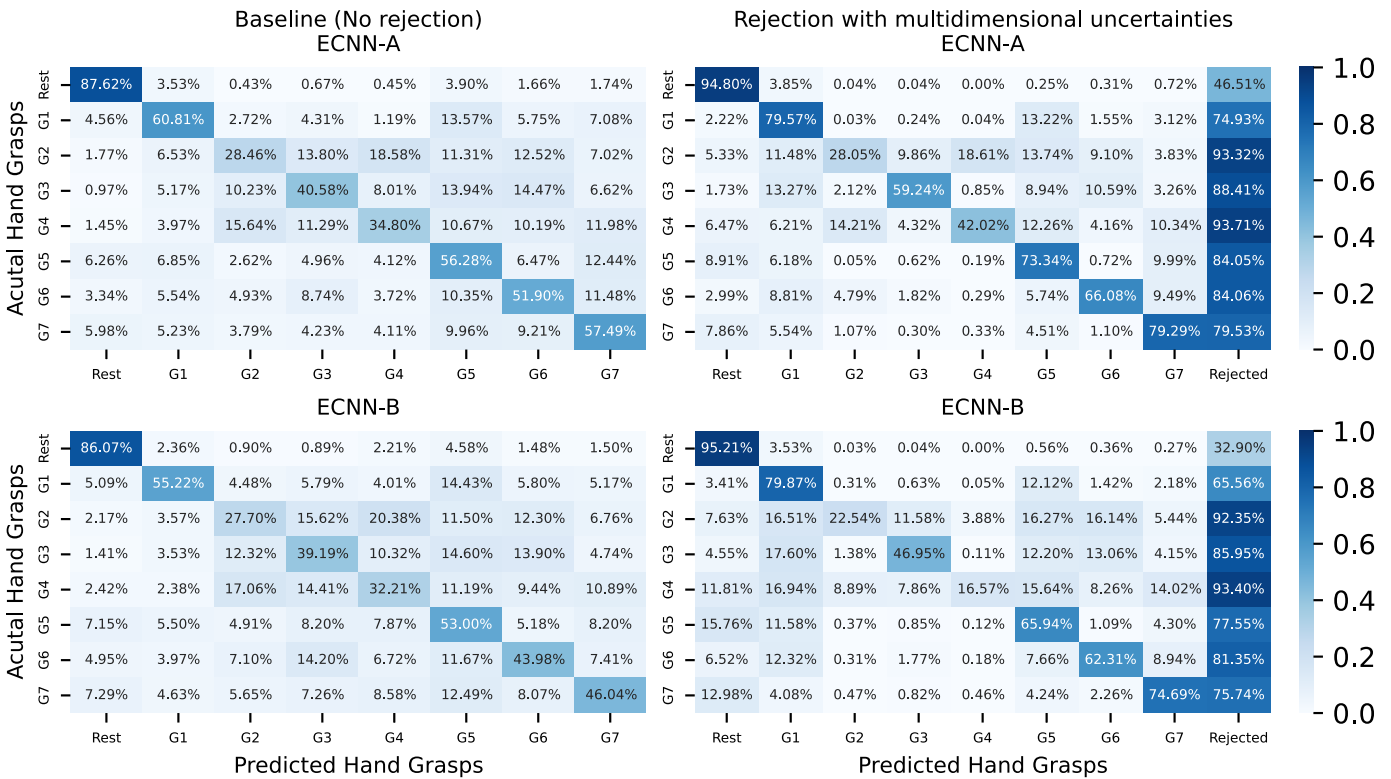 Baseline (No rejection)
ECNN-A
Rejection with multidimensional uncertainties
ECNN-A
Acutal Hand Grasps
Rest 87.62% 3.53% 0.43% 0.67% 0.45% 3.90% 1.66% 1.74%
G1 4.56% 60.81% 2.72% 4.31% 1.19% 13.57% 5.75% 7.08%
G2 1.77% 6.53% 28.46% 13.80% 18.58% 11.31% 12.52% 7.02%
G3 0.97% 5.17% 10.23% 40.58% 8.01% 13.94% 14.47% 6.62%
G4 1.45% 3.97% 15.64% 11.29% 34.80% 10.67% 10.19% 11.98%
G5 6.26% 6.85% 2.62% 4.96% 4.12% 56.28% 6.47% 12.44%
G6 3.34% 5.54% 4.93% 8.74% 3.72% 10.35% 51.90% 11.48%
G7 5.98% 5.23% 3.79% 4.23% 4.11% 9.96% 9.21% 57.49%
Rest G1 G2 G3 G4 G5 G6 G7
Rest 94.80% 3.85% 0.04% 0.04% 0.00% 0.25% 0.31% 0.72% 46.51%
G1 2.22% 79.57% 0.03% 0.24% 0.04% 13.22% 1.55% 3.12% 74.93%
G2 5.33% 11.48% 28.05% 9.86% 18.61% 13.74% 9.10% 3.83% 93.32%
G3 1.73% 13.27% 2.12% 59.24% 0.85% 8.94% 10.59% 3.26% 88.41%
G4 6.47% 6.21% 14.21% 4.32% 42.02% 12.26% 4.16% 10.34% 93.71%
G5 8.91% 6.18% 0.05% 0.62% 0.19% 73.34% 0.72% 9.99% 84.05%
G6 2.99% 8.81% 4.79% 1.82% 0.29% 5.74% 66.08% 9.49% 84.06%
G7 7.86% 5.54% 1.07% 0.30% 0.33% 4.51% 1.10% 79.29% 79.53%
Rest G1 G2 G3 G4 G5 G6 G7 Rejected
1.0
0.8
0.6
0.4
0.2
0.0
ECNN-B
Acutal Hand Grasps
Rest 86.07% 2.36% 0.90% 0.89% 2.21% 4.58% 1.48% 1.50%
G1 5.09% 55.22% 4.48% 5.79% 4.01% 14.43% 5.80% 5.17%
G2 2.17% 3.57% 27.70% 15.62% 20.38% 11.50% 12.30% 6.76%
G3 1.41% 3.53% 12.32% 39.19% 10.32% 14.60% 13.90% 4.74%
G4 2.42% 2.38% 17.06% 14.41% 32.21% 11.19% 9.44% 10.89%
G5 7.15% 5.50% 4.91% 8.20% 7.87% 53.00% 5.18% 8.20%
G6 4.95% 3.97% 7.10% 14.20% 6.72% 11.67% 43.98% 7.41%
G7 7.29% 4.63% 5.65% 7.26% 8.58% 12.49% 8.07% 46.04%
Rest G1 G2 G3 G4 G5 G6 G7
Predicted Hand Grasps
ECNN-B
Rest 95.21% 3.53% 0.03% 0.04% 0.00% 0.56% 0.36% 0.27% 32.90%
G1 3.41% 79.87% 0.31% 0.63% 0.05% 12.12% 1.42% 2.18% 65.56%
G2 7.63% 16.51% 22.54% 11.58% 3.88% 16.27% 16.14% 5.44% 92.35%
G3 4.55% 17.60% 1.38% 46.95% 0.11% 12.20% 13.06% 4.15% 85.95%
G4 11.81% 16.94% 8.89% 7.86% 16.57% 15.64% 8.26% 14.02% 93.40%
G5 15.76% 11.58% 0.37% 0.85% 0.12% 65.94% 1.09% 4.30% 77.55%
G6 6.52% 12.32% 0.31% 1.77% 0.18% 7.66% 62.31% 8.94% 81.35%
G7 12.98% 4.08% 0.47% 0.82% 0.46% 4.24% 2.26% 74.69% 75.74%
Rest G1 G2 G3 G4 G5 G6 G7 Rejected
Predicted Hand Grasps
1.0
0.8
0.6
0.4
0.2
0.0